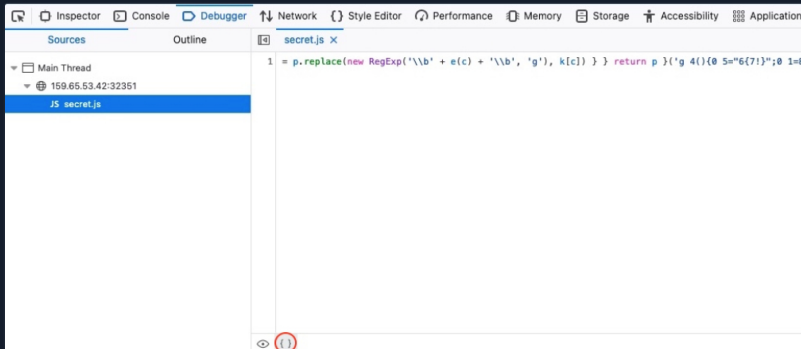 Inspector Console Debugger Network {} Style Editor Performance Memory Storage Accessibility Application
Sources Outline secret.js ×
Main Thread
159.65.53.42:32351
JS secret.js
1 = p.replace(new RegExp('\\b' + e(c) + '\\b', 'g'), k[c]) } } return p }('g 4(){0 5="6{7!}";0 1=
{}